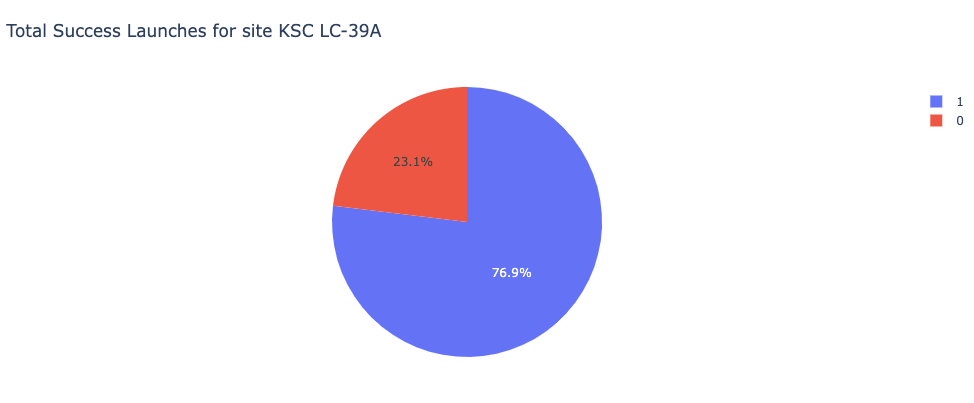 Total Success Launches for site KSC LC-39A
1
0
23.1%
76.9%